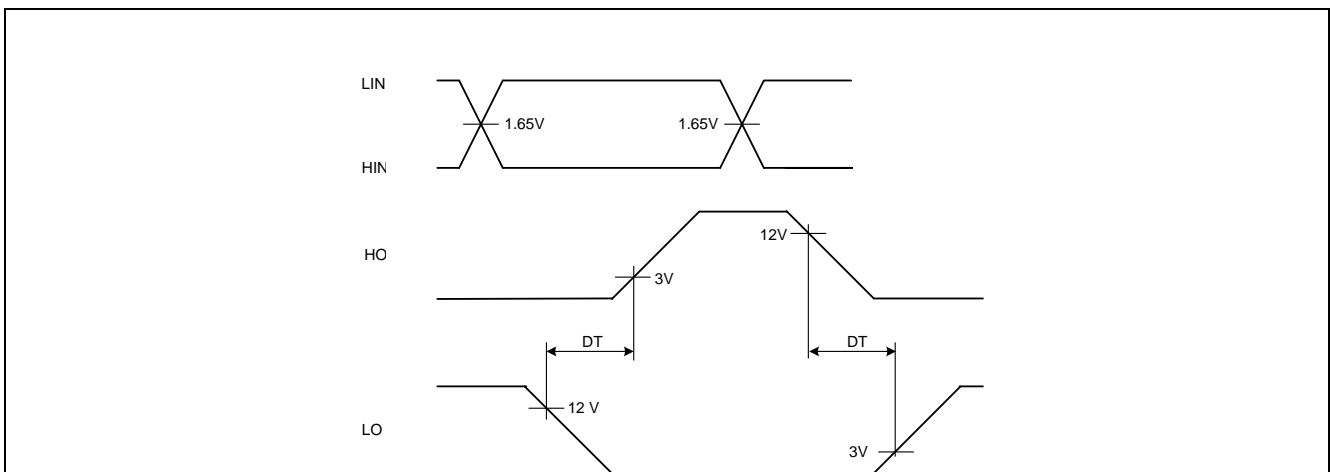 LIN
1.65V 1.65V
HIN
12V
HO
3V
DT DT
12 V
LO
3V